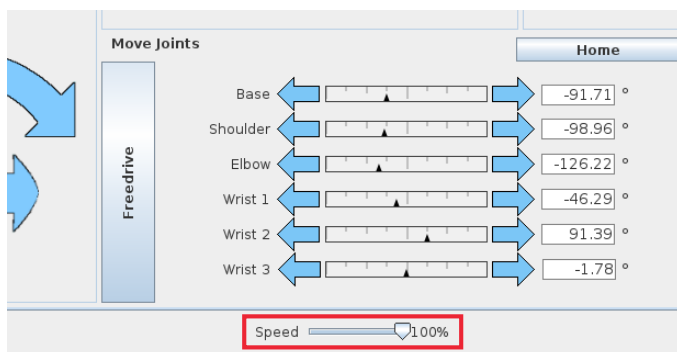 Move Joints
Home
Freedrive
Base -91.71 °
Shoulder -98.96 °
Elbow -126.22 °
Wrist 1 -46.29 °
Wrist 2 91.39 °
Wrist 3 -1.78 °
Speed 100%